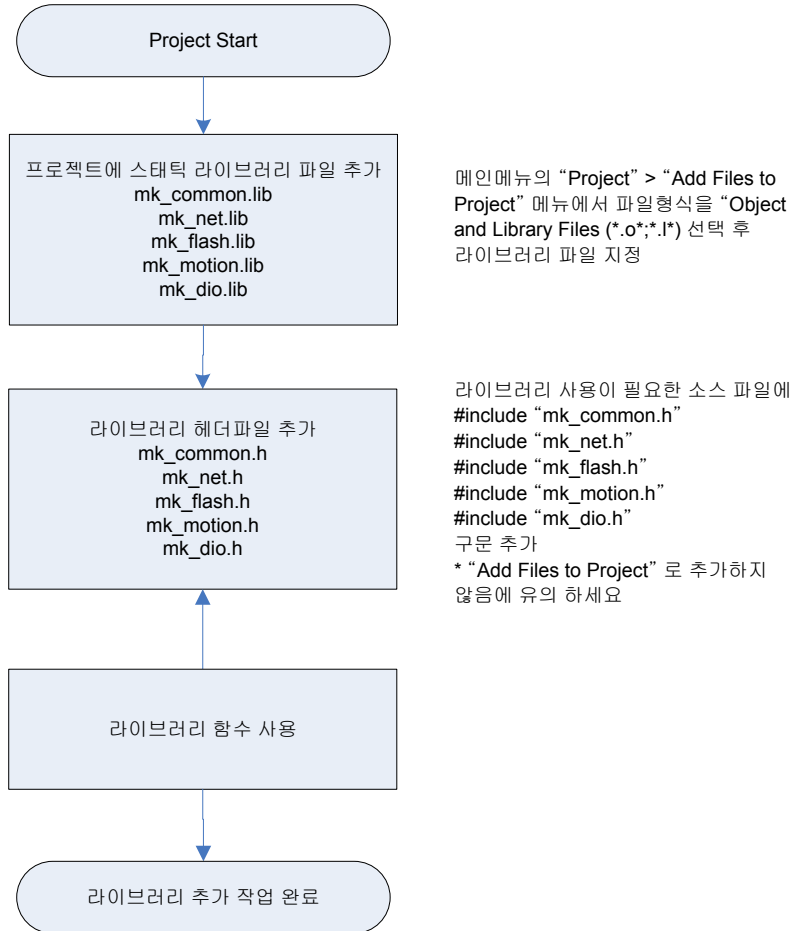 Project Start
프로젝트에 스태틱 라이브러리 파일 추가
mk_common.lib
mk_net.lib
mk_flash.lib
mk_motion.lib
mk_dio.lib
메인메뉴의 “Project” > “Add Files to
Project” 메뉴에서 파일형식을 “Object
and Library Files (*.o*;*.l*) 선택 후
라이브러리 파일 지정
라이브러리 헤더파일 추가
mk_common.h
mk_net.h
mk_flash.h
mk_motion.h
mk_dio.h
라이브러리 사용이 필요한 소스 파일에
#include “mk_common.h”
#include “mk_net.h”
#include “mk_flash.h”
#include “mk_motion.h”
#include “mk_dio.h”
구문 추가
* “Add Files to Project” 로 추가하지
않음에 유의 하세요
라이브러리 함수 사용
라이브러리 추가 작업 완료